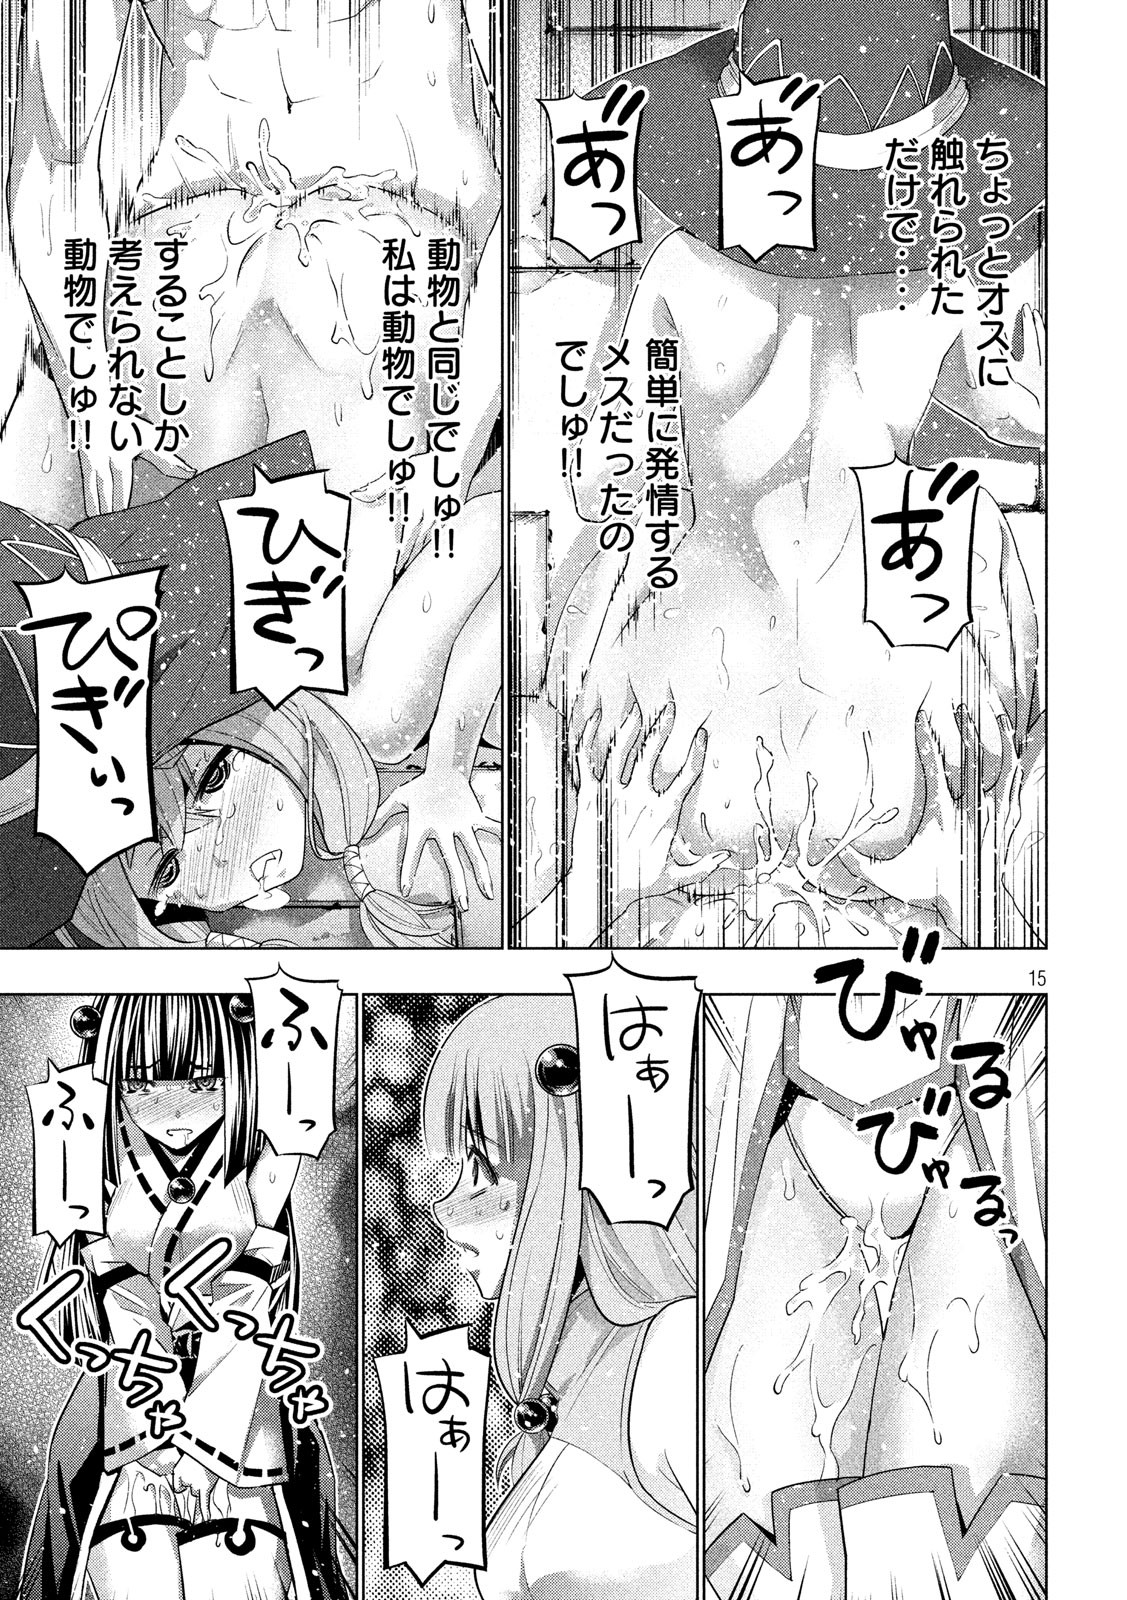 ちょっとオスに
触れられた
だけで‥‥
あっ
あっ
簡単に発情する
メスだったの
でしゅ!!
あっ
動物と同じでしゅ!!
私は動物でしゅ!!
することしか
考えられない
動物でしゅ!!
ひぎっ
ぴぎぃっ
15
びゅるる
びゅるるっ
はぁーっ
はぁーっ
ふーっ
ふーっ
くっちゃ
くっちゃ